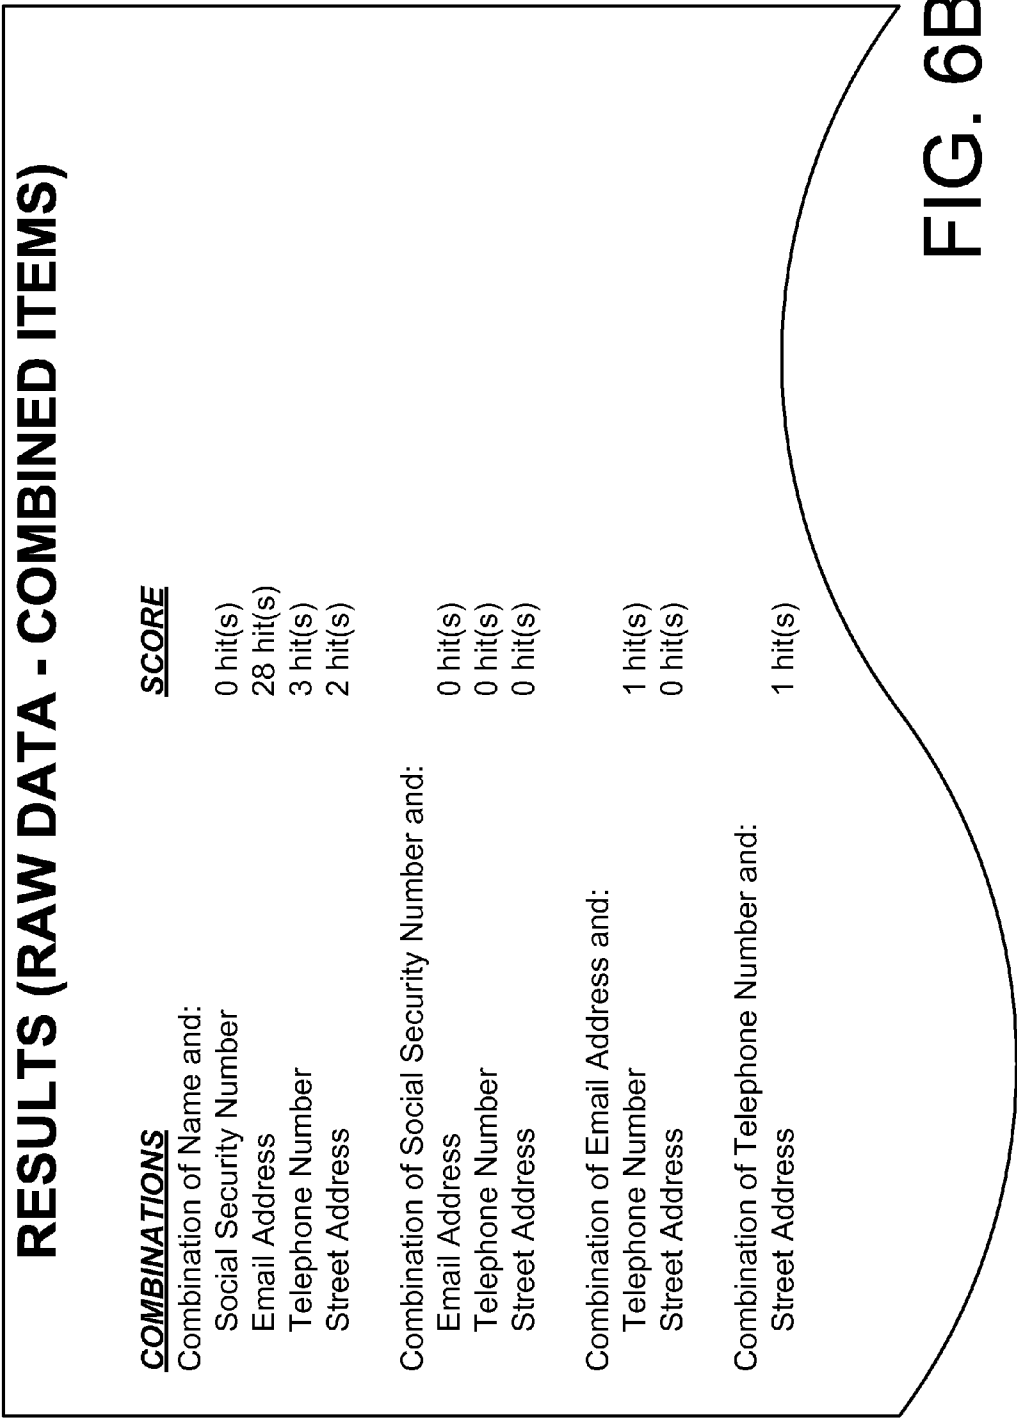 RESULTS (RAW DATA - COMBINED ITEMS)
COMBINATIONS SCORE
Combination of Name and:
Social Security Number 0 hit(s)
Email Address 28 hit(s)
Telephone Number 3 hit(s)
Street Address 2 hit(s)
Combination of Social Security Number and:
Email Address 0 hit(s)
Telephone Number 0 hit(s)
Street Address 0 hit(s)
Combination of Email Address and:
Telephone Number 1 hit(s)
Street Address 0 hit(s)
Combination of Telephone Number and:
Street Address 1 hit(s)
FIG. 6B